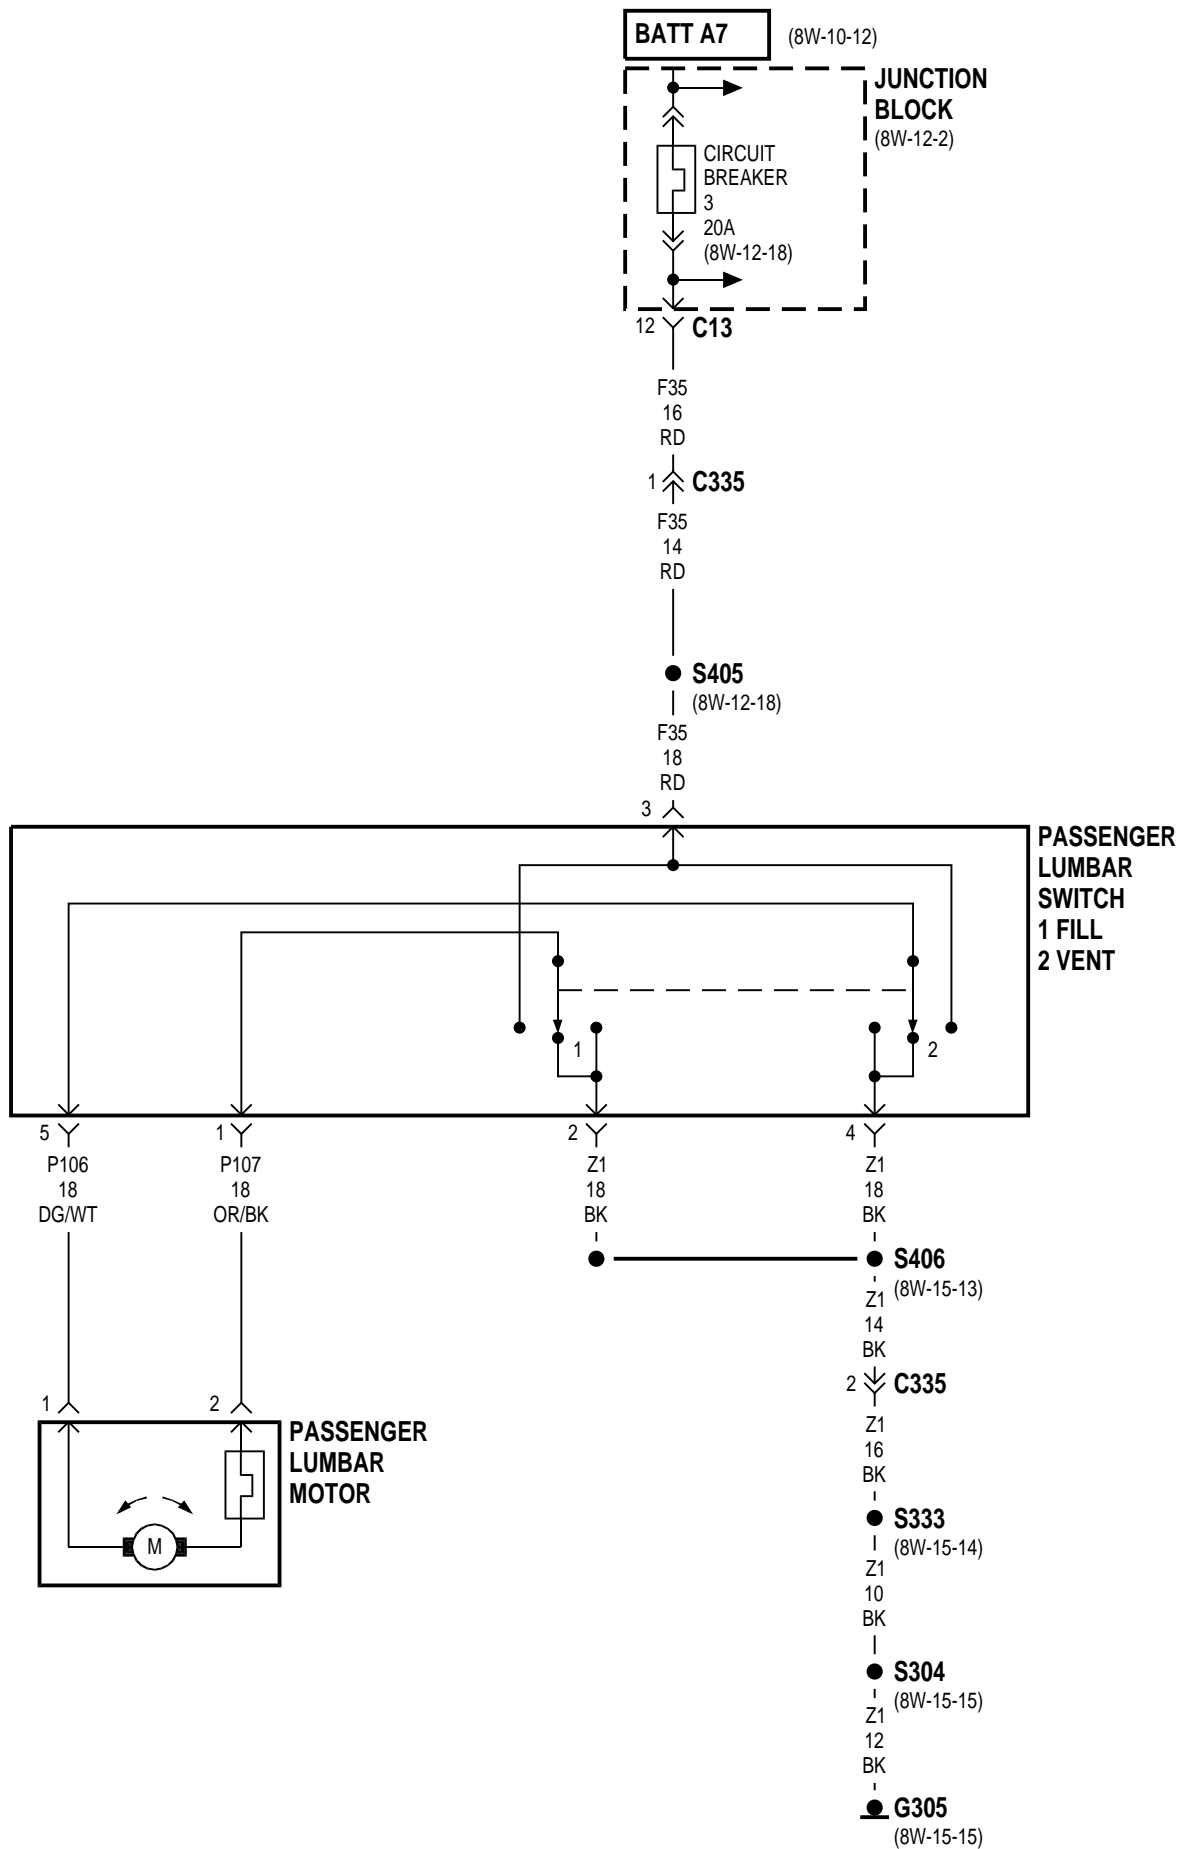 BATT A7
(8W-10-12)
JUNCTION
BLOCK
(8W-12-2)
CIRCUIT
BREAKER
3
20A
(8W-12-18)
12
C13
F35
16
RD
1
C335
F35
14
RD
S405
(8W-12-18)
F35
18
RD
3
PASSENGER
LUMBAR
SWITCH
1 FILL
2 VENT
1
2
5
1
2
4
P106
18
DG/WT
P107
18
OR/BK
Z1
18
BK
Z1
18
BK
S406
(8W-15-13)
Z1
14
BK
2
C335
1
2
PASSENGER
LUMBAR
MOTOR
M
Z1
16
BK
S333
(8W-15-14)
Z1
10
BK
S304
(8W-15-15)
Z1
12
BK
G305
(8W-15-15)